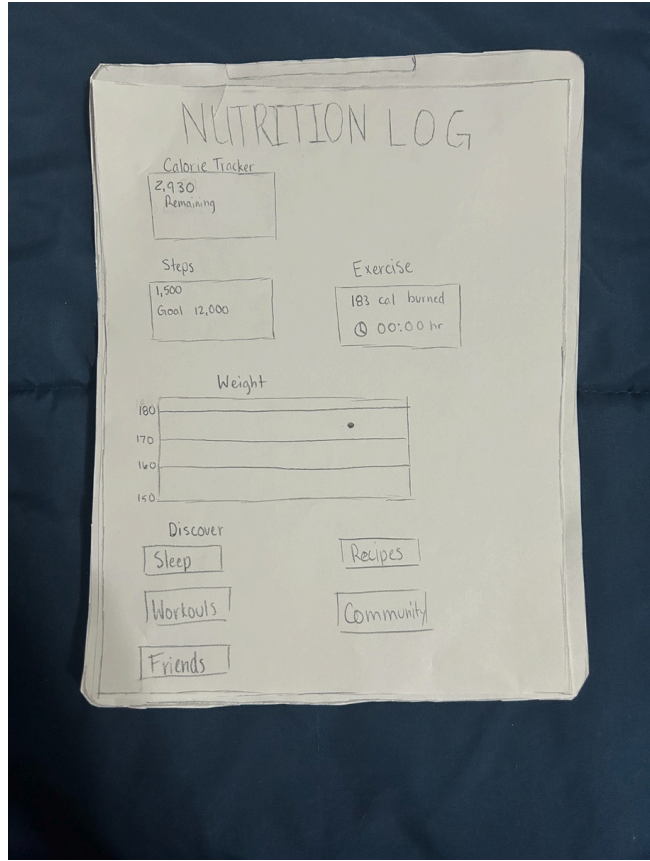 NUTRITION LOG
Calorie Tracker
2,930
Remaining
Steps
1,500
Goal 12,000
Exercise
183 cal burned
00:00 hr
Weight
180
170
160
150
Discover
Sleep
Recipes
Workouts
Community
Friends